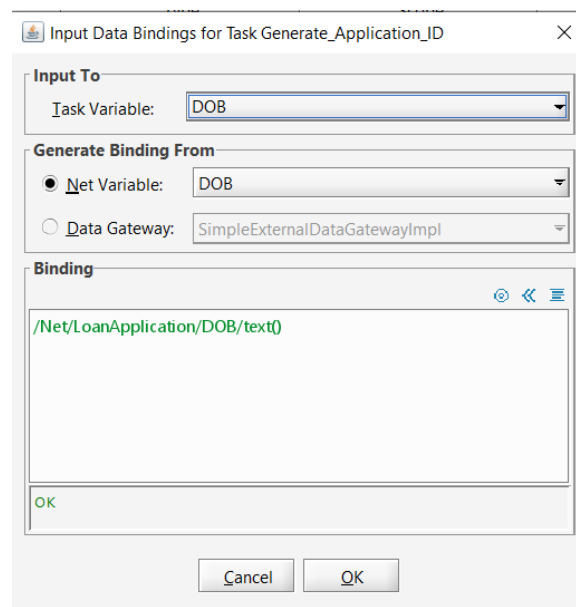 Input Data Bindings for Task Generate_Application_ID
Input To
Task Variable: DOB
Generate Binding From
Net Variable: DOB
Data Gateway: SimpleExternalDataGatewayImpl
Binding
/Net/LoanApplication/DOB/text()
OK
Cancel OK